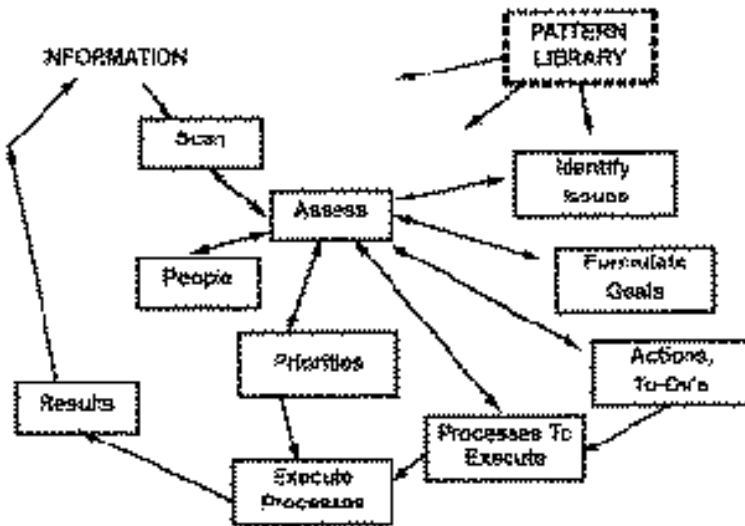 PATTERN
LIBRARY
INFORMATION
Scan
Identify
Issues
Assess
People
Formulate
Goals
Priorities
Actions,
To-Do's
Results
Processes To
Execute
Execute
Processes